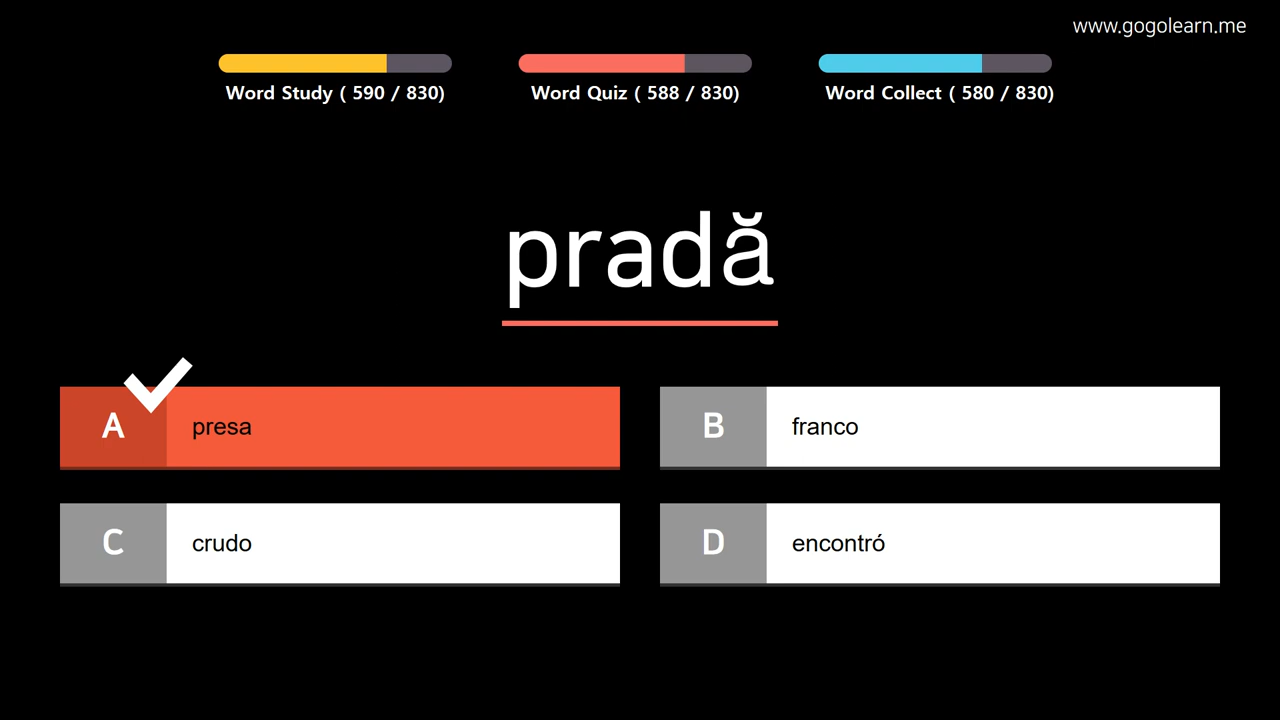 www.gogolearn.me
Word Study ( 590 / 830)
Word Quiz ( 588 / 830)
Word Collect ( 580 / 830)
pradă
A presa
B franco
C crudo
D encontró